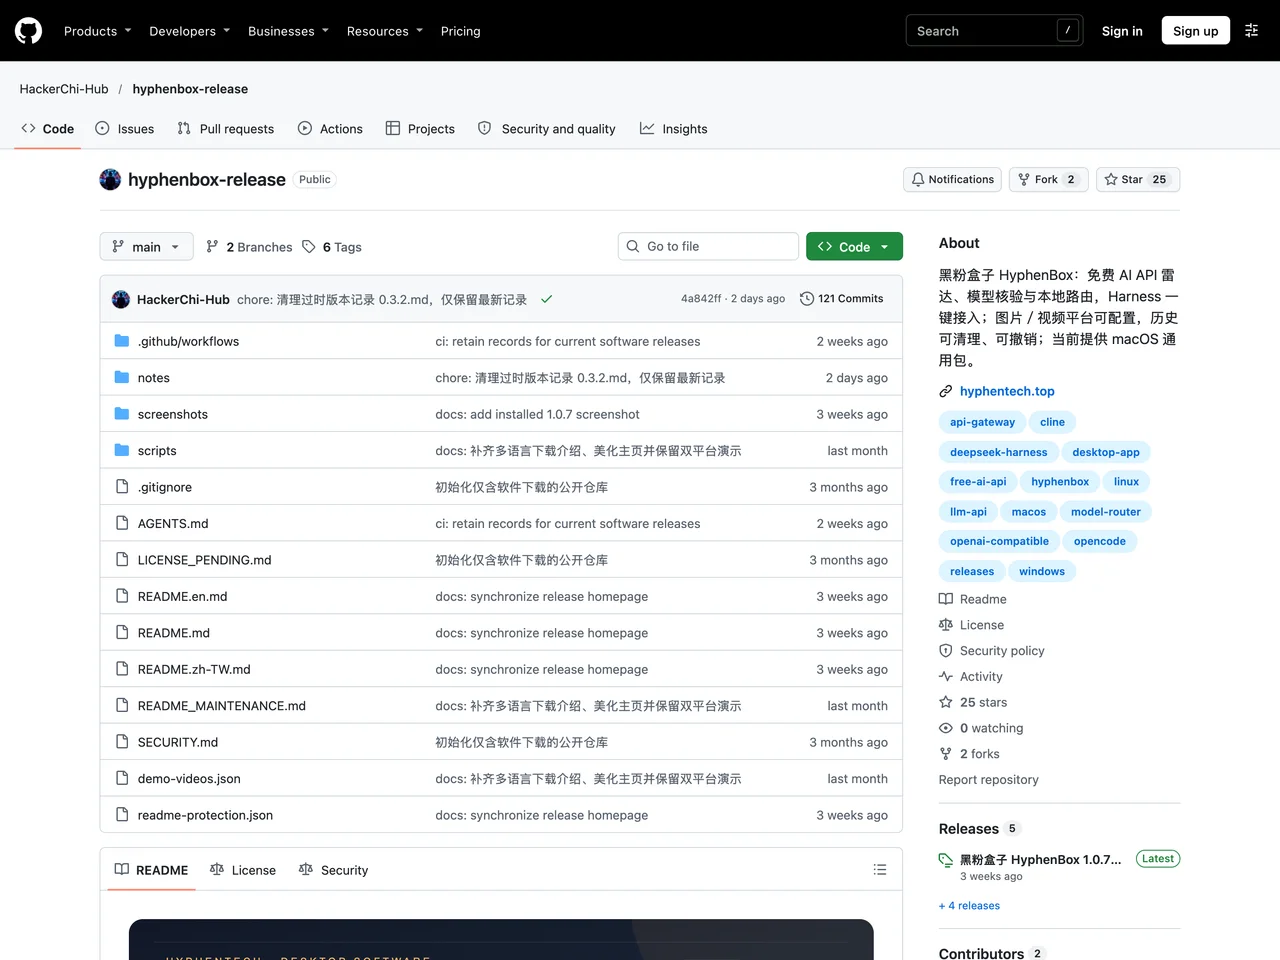 Products
Developers
Businesses
Resources
Pricing
Search
/
Sign in
Sign up
HackerChi-Hub / hyphenbox-release
Code
Issues
Pull requests
Actions
Projects
Security and quality
Insights
hyphenbox-release
Public
Notifications
Fork 2
Star 25
main
2 Branches
6 Tags
Go to file
Code
HackerChi-Hub chore: 清理过时版本记录 0.3.2.md，仅保留最新记录
4a842ff · 2 days ago
121 Commits
.github/workflows ci: retain records for current software releases 2 weeks ago
notes chore: 清理过时版本记录 0.3.2.md，仅保留最新记录 2 days ago
screenshots docs: add installed 1.0.7 screenshot 3 weeks ago
scripts docs: 补齐多语言下载介绍、美化主页并保留双平台演示 last month
.gitignore 初始化仅含软件下载的公开仓库 3 months ago
AGENTS.md ci: retain records for current software releases 2 weeks ago
LICENSE_PENDING.md 初始化仅含软件下载的公开仓库 3 months ago
README.en.md docs: synchronize release homepage 3 weeks ago
README.md docs: synchronize release homepage 3 weeks ago
README.zh-TW.md docs: synchronize release homepage 3 weeks ago
README_MAINTENANCE.md docs: 补齐多语言下载介绍、美化主页并保留双平台演示 last month
SECURITY.md 初始化仅含软件下载的公开仓库 3 months ago
demo-videos.json docs: 补齐多语言下载介绍、美化主页并保留双平台演示 last month
readme-protection.json docs: synchronize release homepage 3 weeks ago
README
License
Security
HYPHENTECH · DESKTOP SOFTWARE
About
黑粉盒子 HyphenBox：免费 AI API 雷
达、模型核验与本地路由，Harness 一
键接入；图片 / 视频平台可配置，历史
可清理、可撤销；当前提供 macOS 通
用包。
hyphentech.top
api-gateway cline
deepseek-harness desktop-app
free-ai-api hyphenbox linux
llm-api macos model-router
openai-compatible opencode
releases windows
Readme
License
Security policy
Activity
25 stars
0 watching
2 forks
Report repository
Releases 5
黑粉盒子 HyphenBox 1.0.7... Latest
3 weeks ago
+ 4 releases
Contributors 2